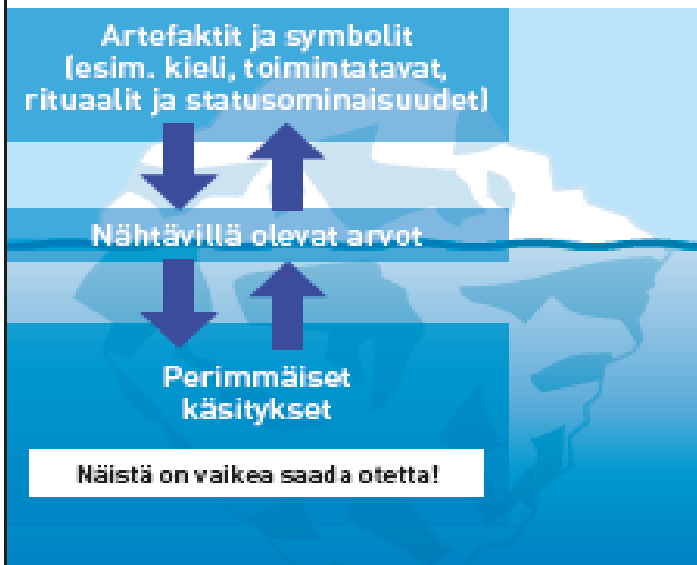 Artefaktit ja symbolit
(esim. kieli, toimintatavat,
rituaalit ja statusominaisuudet)
Nähtävillä olevat arvot
Perimmäiset
käsitykset
Näistä on vaikea saada otetta!